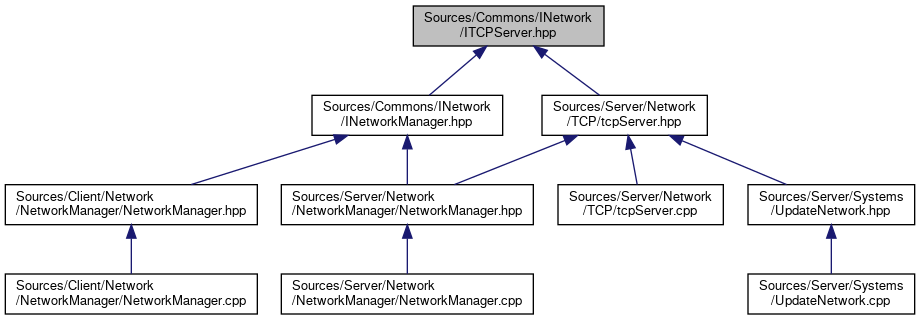 Sources/Commons/INetwork
/ITCPServer.hpp
Sources/Commons/INetwork
/INetworkManager.hpp
Sources/Server/Network
/TCP/tcpServer.hpp
Sources/Client/Network
/NetworkManager/NetworkManager.hpp
Sources/Server/Network
/NetworkManager/NetworkManager.hpp
Sources/Server/Network
/TCP/tcpServer.cpp
Sources/Server/Systems
/UpdateNetwork.hpp
Sources/Client/Network
/NetworkManager/NetworkManager.cpp
Sources/Server/Network
/NetworkManager/NetworkManager.cpp
Sources/Server/Systems
/UpdateNetwork.cpp